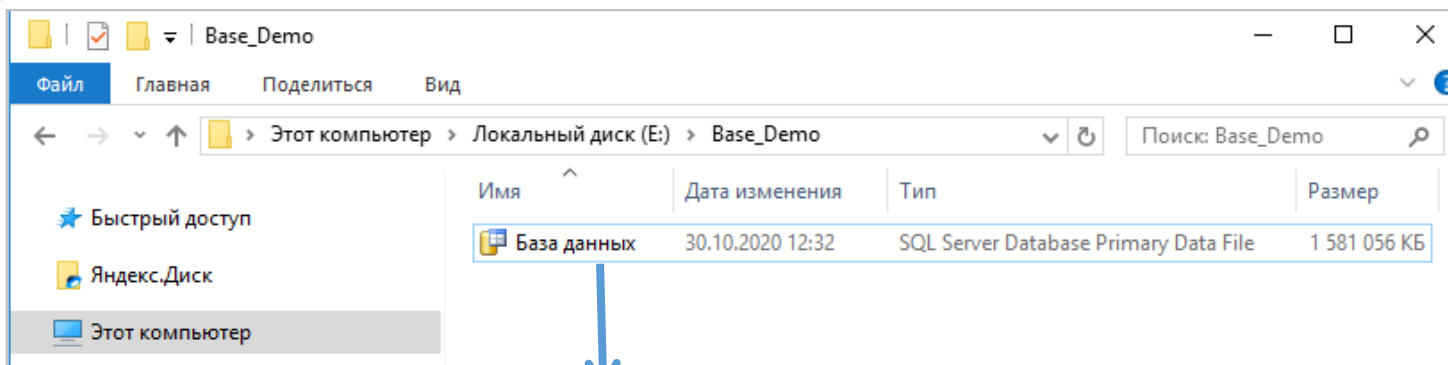 Base_Demo
Файл Главная Поделиться Вид
Этот компьютер > Локальный диск (E:) > Base_Demo Поиск: Base_Demo
Имя Дата изменения Тип Размер
Быстрый доступ
База данных 30.10.2020 12:32 SQL Server Database Primary Data File 1 581 056 КБ
Яндекс.Диск
Этот компьютер